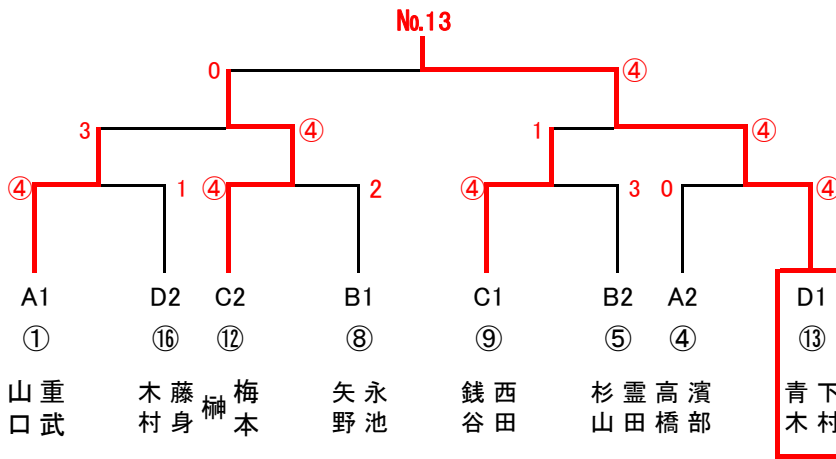 No.13
0 ④
3 ④ 1 ④
④ 1 ④ 2 ④ 3 0 ④
A1 D2 C2 B1 C1 B2 A2 D1
① ⑯ ⑫ ⑧ ⑨ ⑤ ④ ⑬
山口 重武 木村 藤身 榊 梅本 矢野 永池 銭谷 西田 杉山 霊田 高橋 濱部 青木 下村